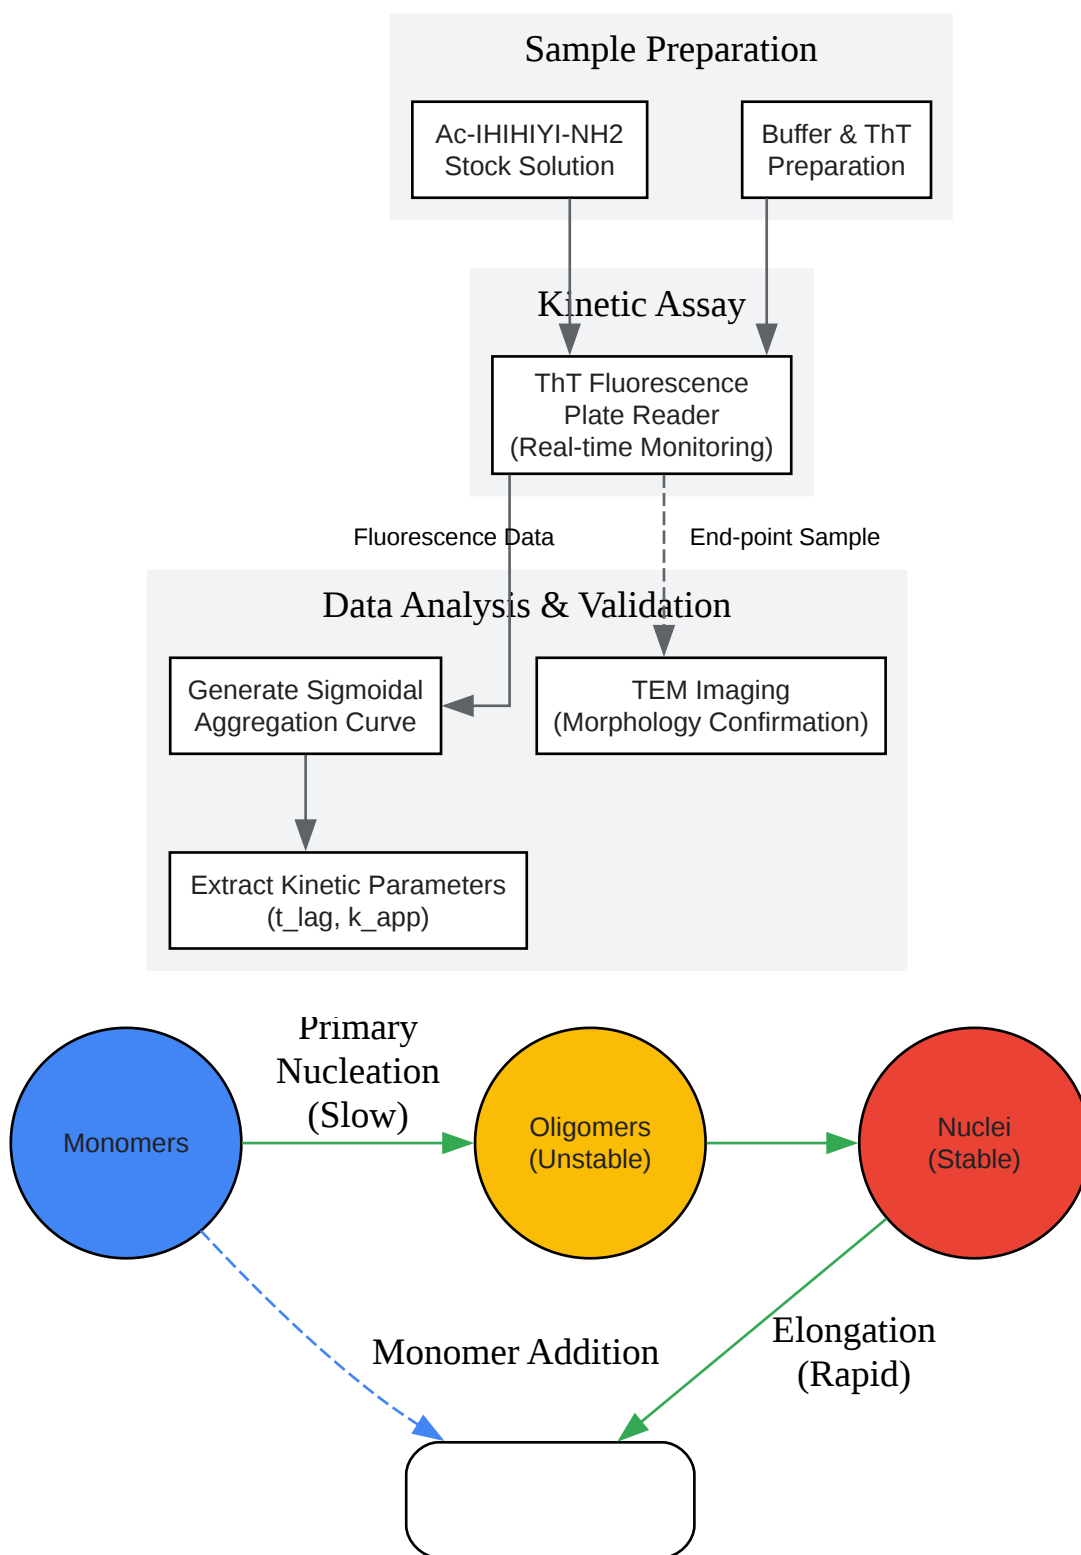 Sample Preparation
Ac-IHIHIYI-NH2
Stock Solution
Buffer & ThT
Preparation
Kinetic Assay
ThT Fluorescence
Plate Reader
(Real-time Monitoring)
Fluorescence Data
End-point Sample
Data Analysis & Validation
Generate Sigmoidal
Aggregation Curve
TEM Imaging
(Morphology Confirmation)
Extract Kinetic Parameters
(t_lag, k_app)
Primary
Nucleation
(Slow)
Monomers
Oligomers
(Unstable)
Nuclei
(Stable)
Monomer Addition
Elongation
(Rapid)